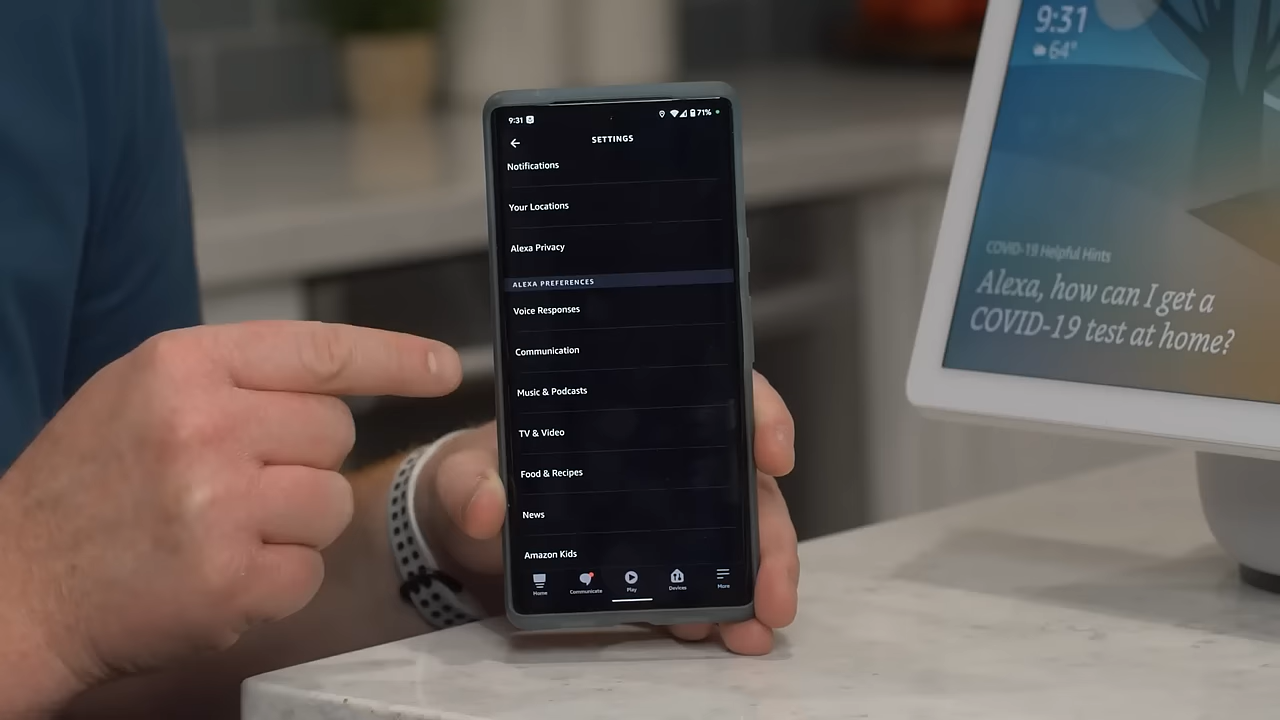 9:31
71%
SETTINGS
Notifications
Your Locations
Alexa Privacy
ALEXA PREFERENCES
Voice Responses
Communication
Music & Podcasts
TV & Video
Food & Recipes
News
Amazon Kids
Home
Communicate
Play
Devices
More
9:31
64°
COVID-19 Helpful Hints
Alexa, how can I get a
COVID-19 test at home?